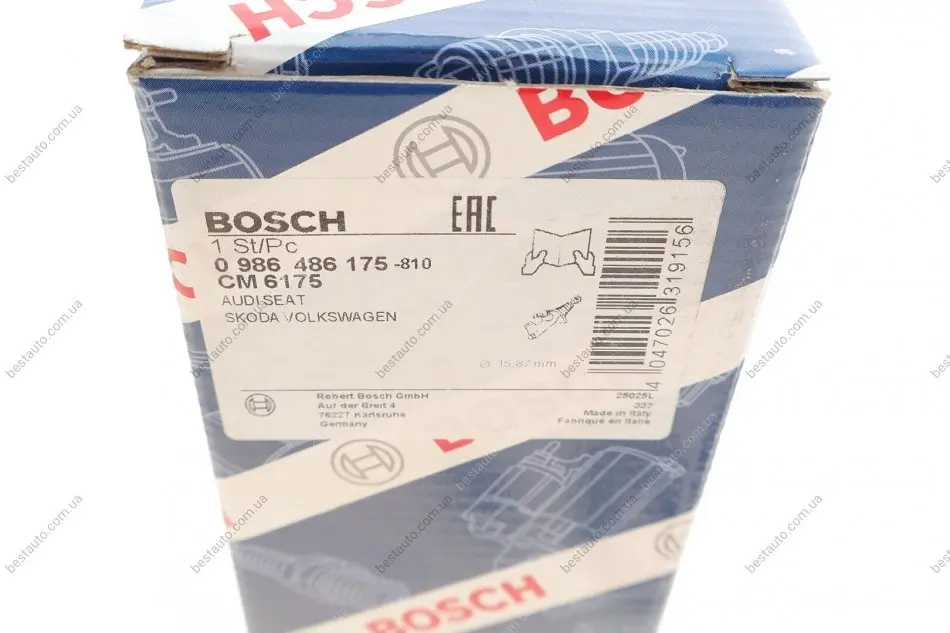 BOSCH
BOSCH
BOSCH
EAC
1 St/Pc
0 986 486 175 -810
CM 6175
AUDI SEAT
SKODA VOLKSWAGEN
Ø 15,87 mm
4 047026 319156
Robert Bosch GmbH
Auf der Breit 4
76227 Karlsruhe
Germany
Made in Italy
Fabriqué en Italie
BOSCH
bestauto.com.ua